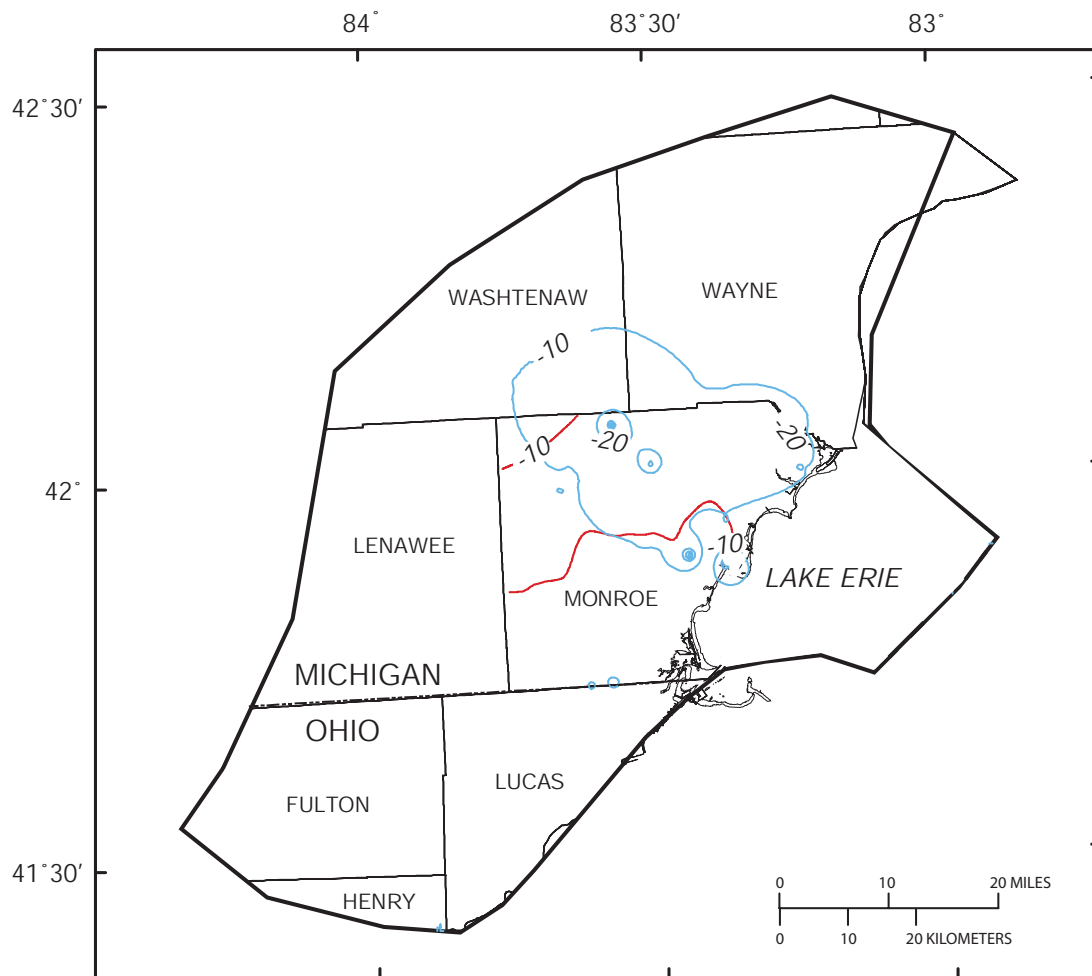 84° 83°30′ 83°
42°30′
WAYNE
WASHTENAW
-10
-20
-20
-10
42°
LENAWEE
-10
LAKE ERIE
MONROE
MICHIGAN
OHIO
LUCAS
FULTON
41°30′
HENRY
0 10 20 MILES
0 10 20 KILOMETERS